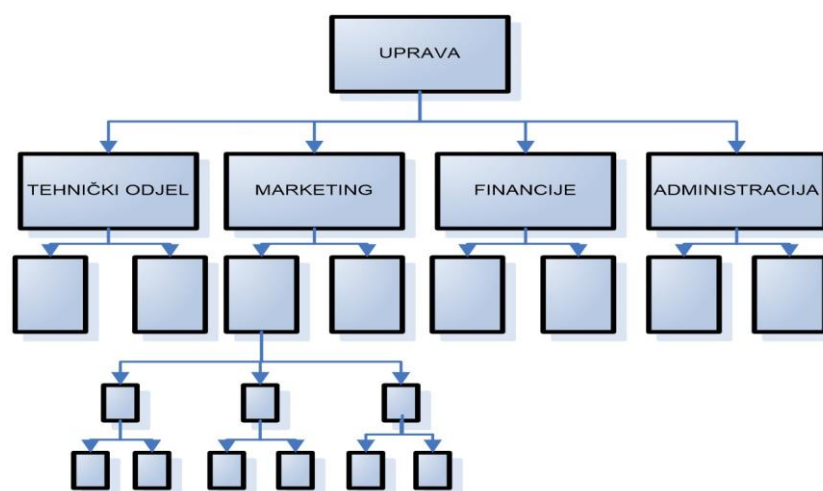 UPRAVA
TEHNIČKI ODJEL
MARKETING
FINANCIJE
ADMINISTRACIJA